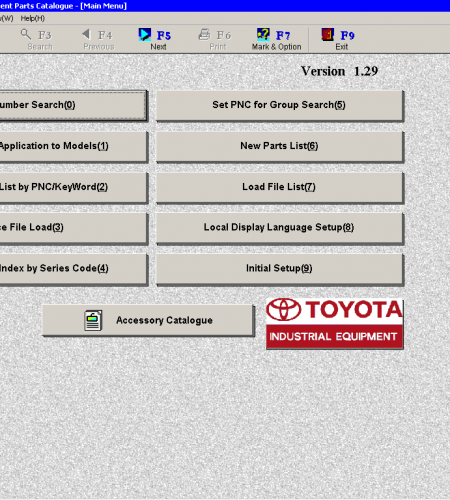 ent Parts Catalogue - [Main Menu]
(W) Help(H)
F3 F4 F5 F6 F7 F9
Search Previous Next Print Mark & Option Exit
Version 1.29
umber Search(0) Set PNC for Group Search(5)
Application to Models(1) New Parts List(6)
List by PNC/KeyWord(2) Load File List(7)
e File Load(3) Local Display Language Setup(8)
Index by Series Code(4) Initial Setup(9)
Accessory Catalogue
TOYOTA
INDUSTRIAL EQUIPMENT